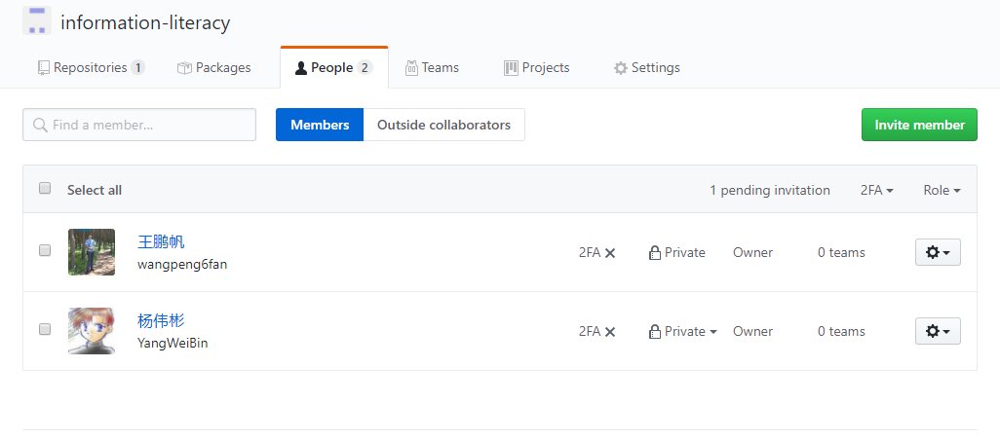 information-literacy
Repositories 1 Packages People 2 Teams Projects Settings
Find a member... Members Outside collaborators Invite member
Select all 1 pending invitation 2FA Role
王鹏帆
wangpeng6fan
2FA Private Owner 0 teams
杨伟彬
YangWeiBin
2FA Private Owner 0 teams